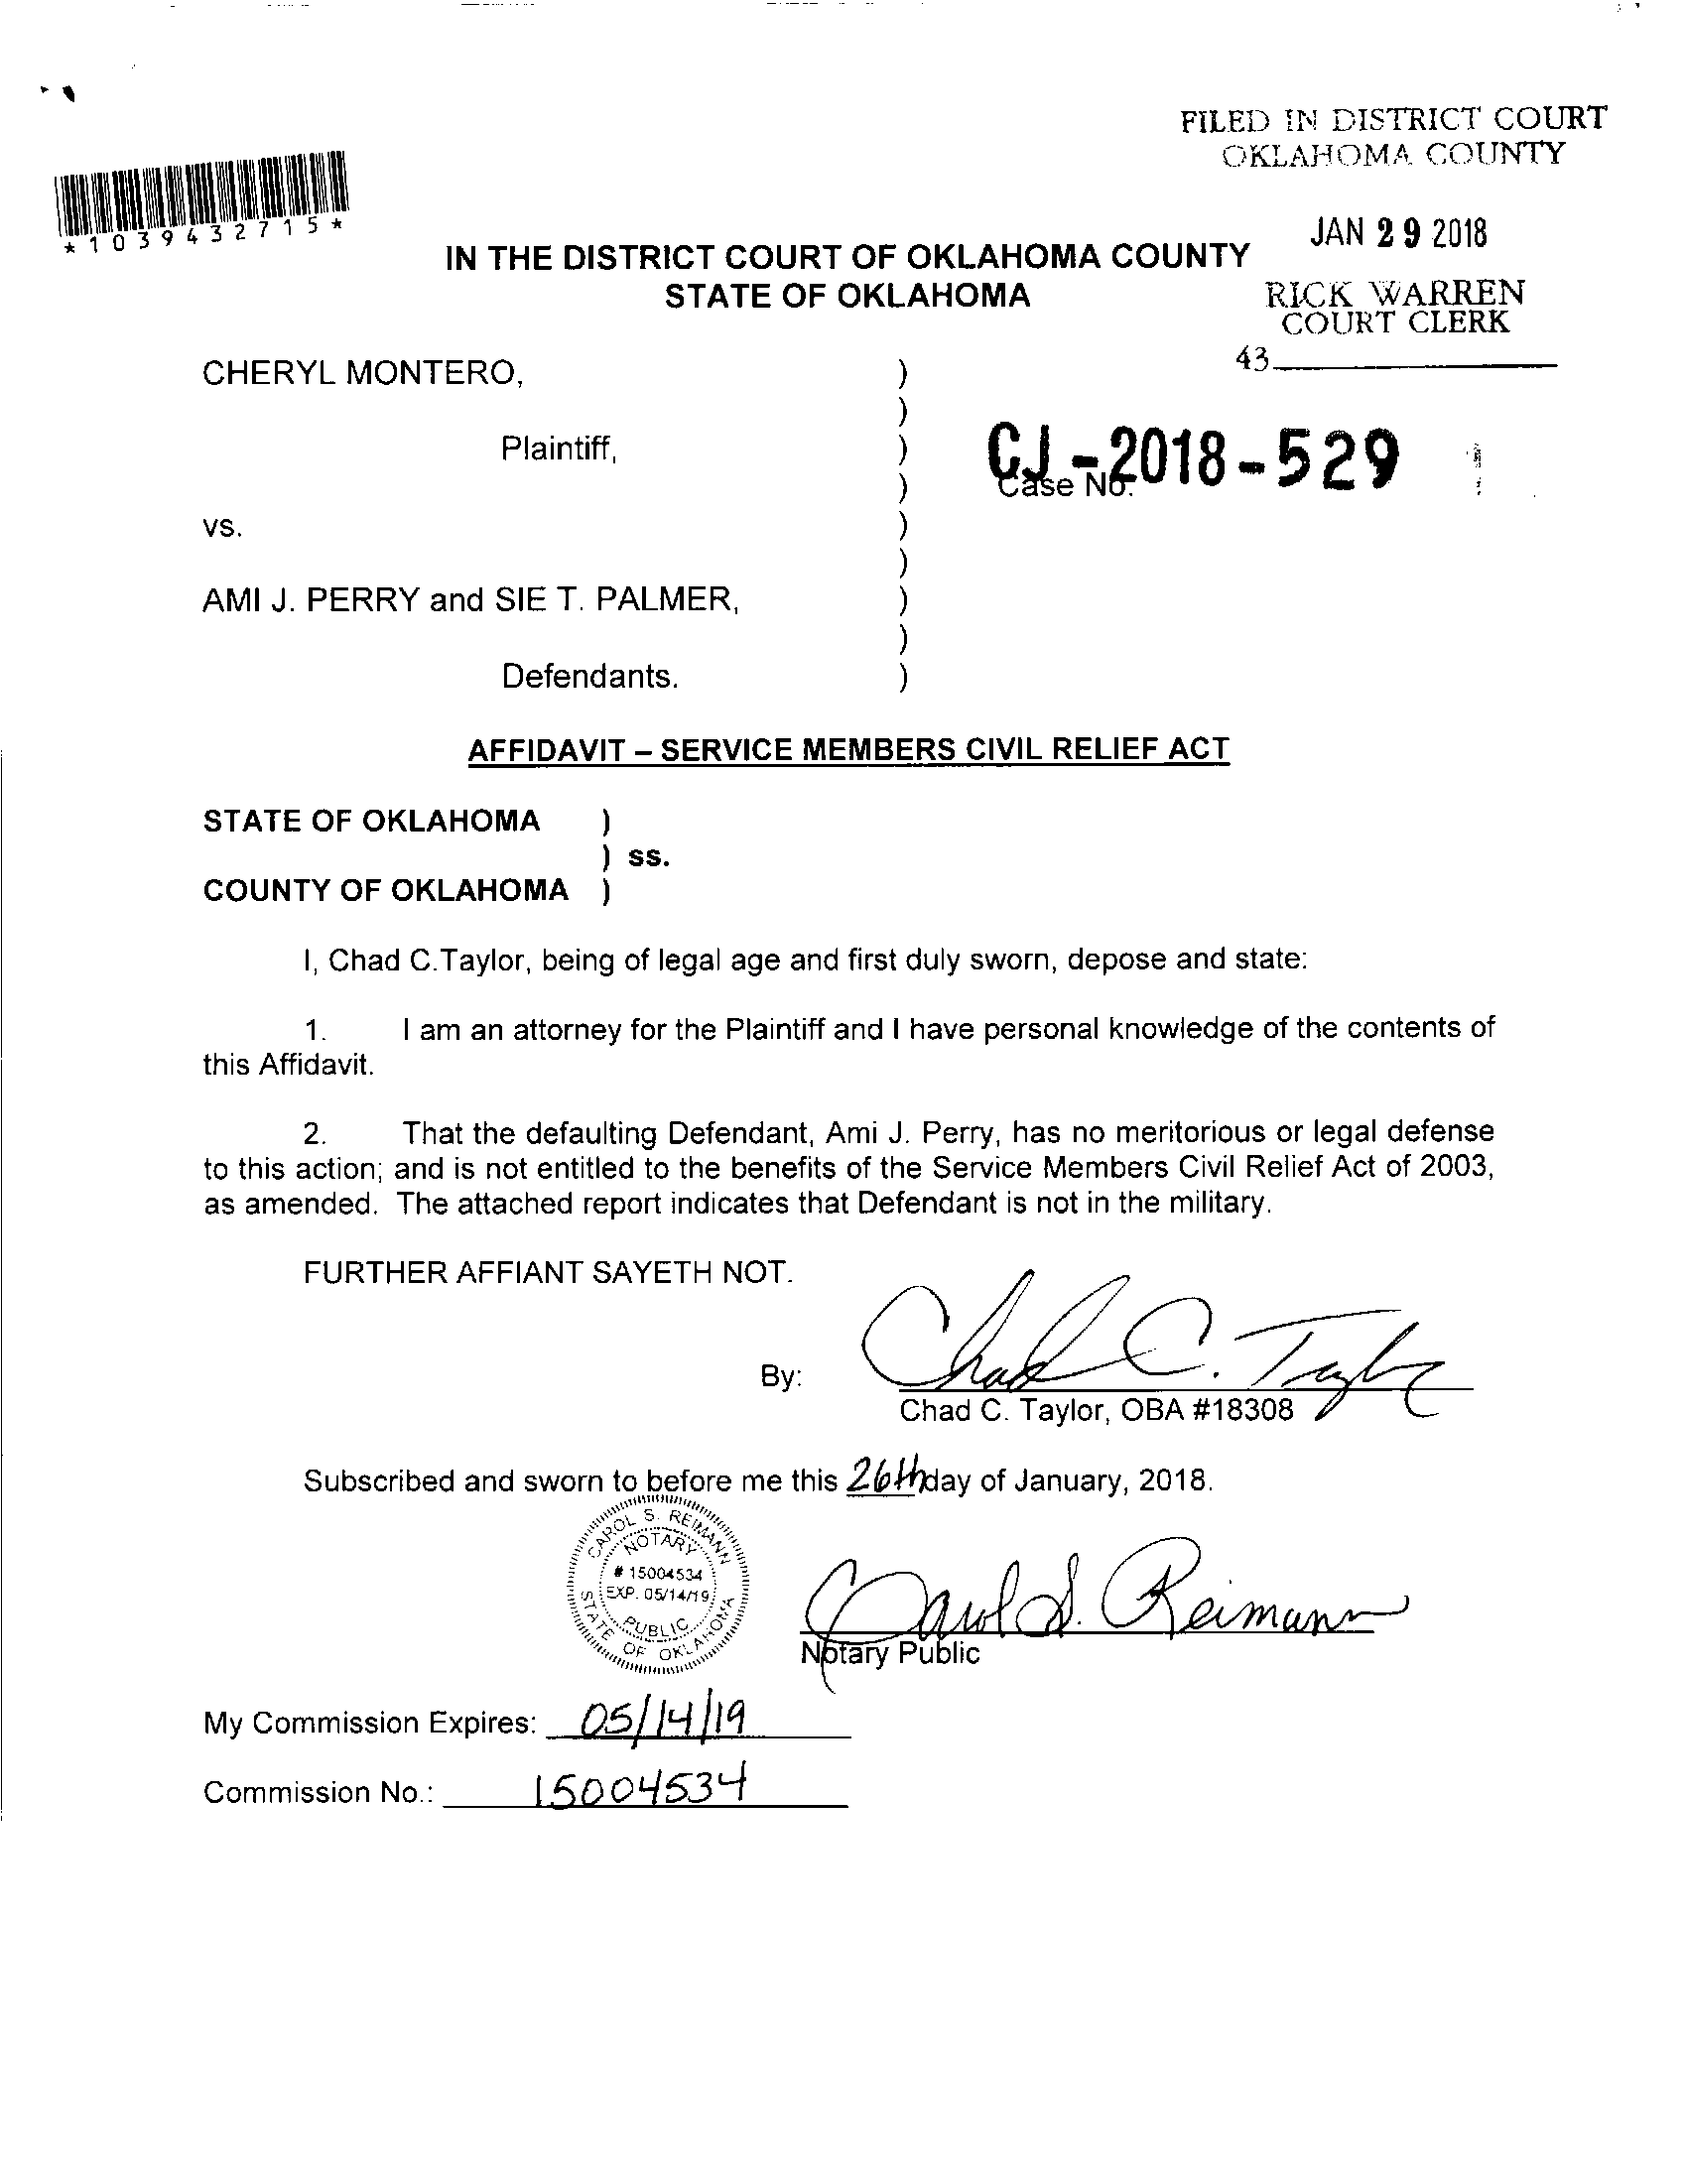 FILED IN DISTRICT COURT
OKLAHOMA COUNTY
*1039432715*
JAN 29 2018
IN THE DISTRICT COURT OF OKLAHOMA COUNTY
STATE OF OKLAHOMA
RICK WARREN
COURT CLERK
43
CHERYL MONTERO, )
)
Plaintiff, )
CJ-2018-529
) Case No.
vs. )
)
AMI J. PERRY and SIE T. PALMER, )
)
Defendants. )
AFFIDAVIT – SERVICE MEMBERS CIVIL RELIEF ACT
STATE OF OKLAHOMA )
) ss.
COUNTY OF OKLAHOMA )
I, Chad C.Taylor, being of legal age and first duly sworn, depose and state:
1. I am an attorney for the Plaintiff and I have personal knowledge of the contents of
this Affidavit.
2. That the defaulting Defendant, Ami J. Perry, has no meritorious or legal defense
to this action; and is not entitled to the benefits of the Service Members Civil Relief Act of 2003,
as amended. The attached report indicates that Defendant is not in the military.
FURTHER AFFIANT SAYETH NOT.
By: Chad C. Taylor
Chad C. Taylor, OBA #18308
Subscribed and sworn to before me this 26th day of January, 2018.
CAROL S. REIMANN
NOTARY
# 15004534
EXP. 05/14/19
PUBLIC
STATE OF OKLAHOMA
Carol S. Reimann
Notary Public
My Commission Expires: 05/14/19
Commission No.: 15004534